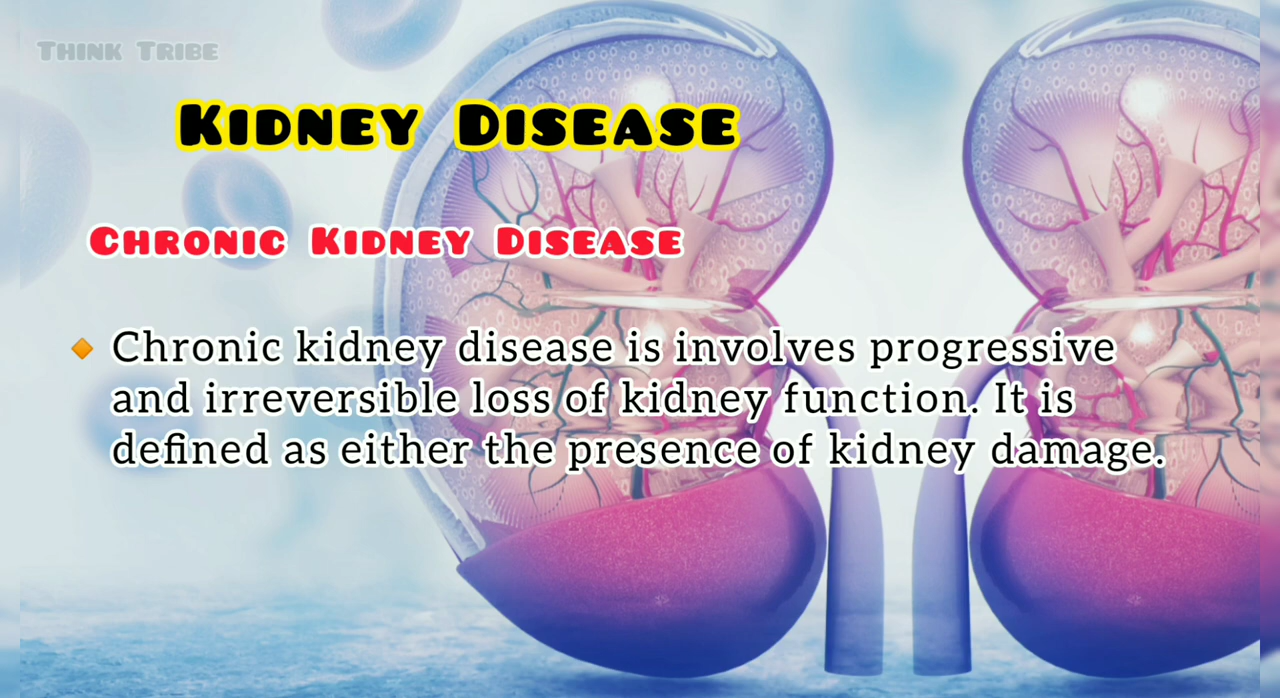 Think Tribe
Kidney Disease
Chronic Kidney Disease
🔸 Chronic kidney disease is involves progressive
and irreversible loss of kidney function. It is
defined as either the presence of kidney damage.